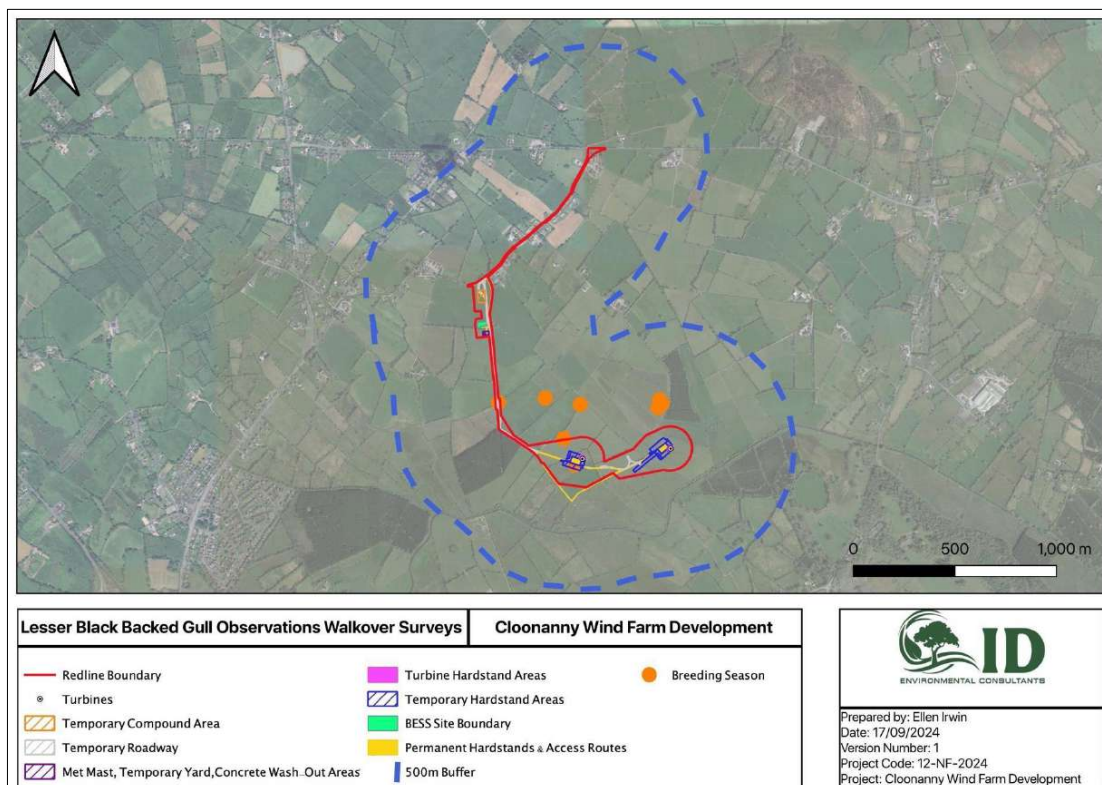 0 500 1,000 m
Lesser Black Backed Gull Observations Walkover Surveys
Cloonanny Wind Farm Development
Redline Boundary
Turbines
Temporary Compound Area
Temporary Roadway
Met Mast, Temporary Yard,Concrete Wash-Out Areas
Turbine Hardstand Areas
Temporary Hardstand Areas
BESS Site Boundary
Permanent Hardstands & Access Routes
500m Buffer
Breeding Season
ID
ENVIRONMENTAL CONSULTANTS
Prepared by: Ellen Irwin
Date: 17/09/2024
Version Number: 1
Project Code: 12-NF-2024
Project: Cloonanny Wind Farm Development